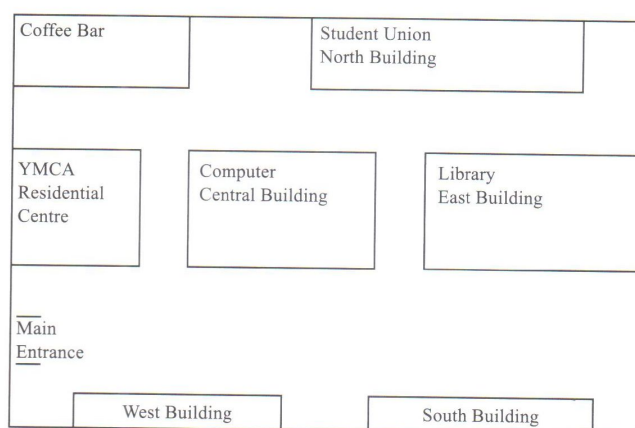 Coffee Bar
Student Union
North Building
YMCA
Residential
Centre
Computer
Central Building
Library
East Building
Main
Entrance
West Building
South Building